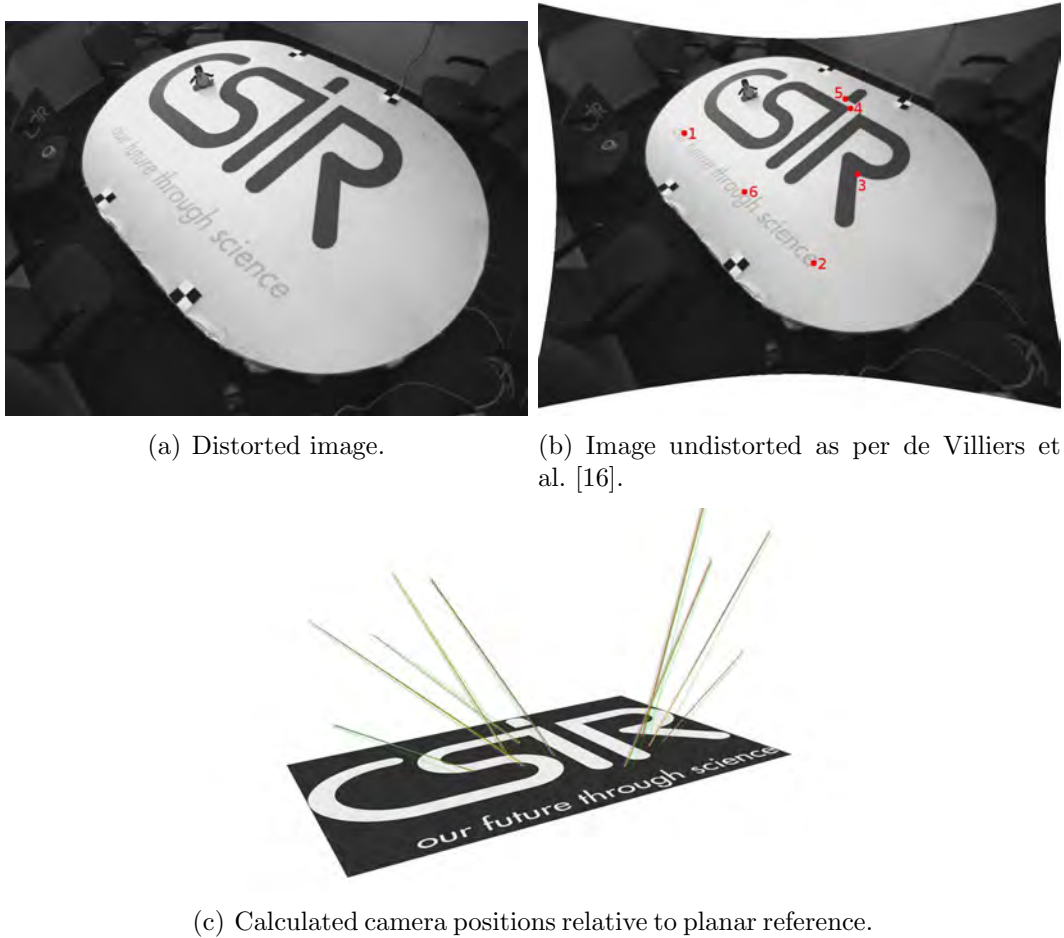 CSIR
our future through science
CSIR
future through science
5
4
1
3
6
2
(a) Distorted image.
(b) Image undistorted as per de Villiers et
al. [16].
CSIR
our future through science
(c) Calculated camera positions relative to planar reference.